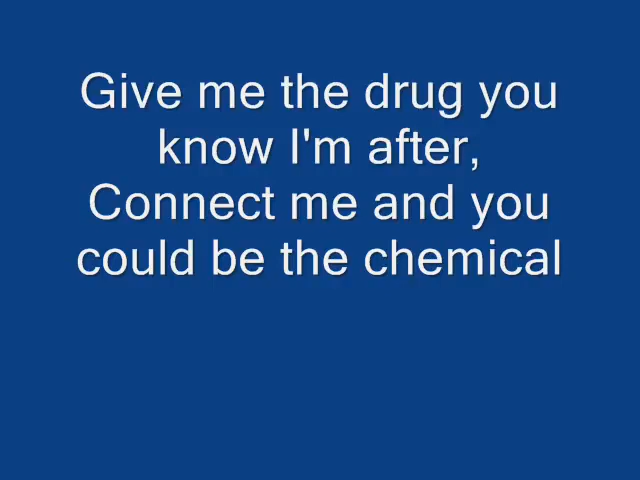 Give me the drug you
know I'm after,
Connect me and you
could be the chemical